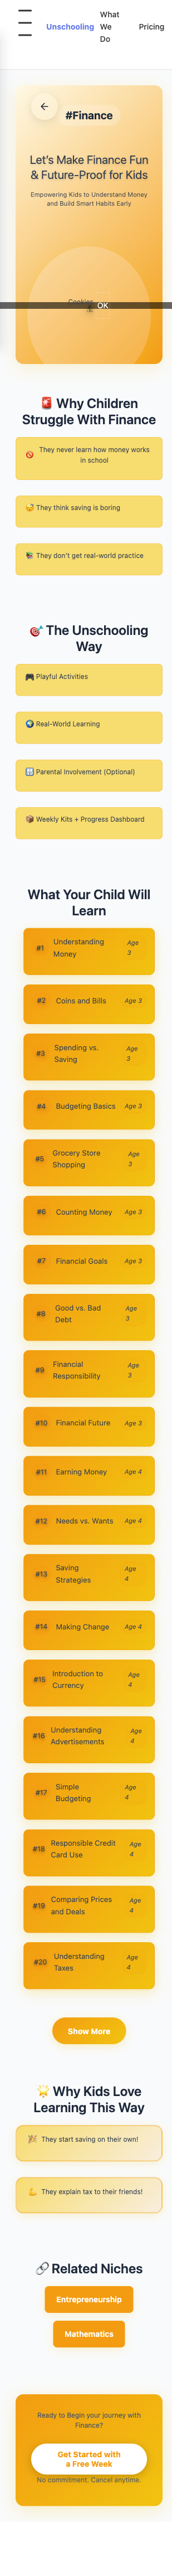 Unschooling
What
We
Do
Pricing
#Finance
Let's Make Finance Fun
& Future-Proof for Kids
Empowering Kids to Understand Money
and Build Smart Habits Early
Cookies
OK
Why Children
Struggle With Finance
They never learn how money works
in school
They think saving is boring
They don't get real-world practice
The Unschooling
Way
Playful Activities
Real-World Learning
Parental Involvement (Optional)
Weekly Kits + Progress Dashboard
What Your Child Will
Learn
#1 Understanding
Money Age
3
#2 Coins and Bills Age 3
#3 Spending vs.
Saving Age
3
#4 Budgeting Basics Age 3
#5 Grocery Store
Shopping Age
3
#6 Counting Money Age 3
#7 Financial Goals Age 3
#8 Good vs. Bad
Debt Age
3
#9 Financial
Responsibility Age
3
#10 Financial Future Age 3
#11 Earning Money Age 4
#12 Needs vs. Wants Age 4
#13 Saving
Strategies Age
4
#14 Making Change Age 4
#15 Introduction to
Currency Age
4
#16 Understanding
Advertisements Age
4
#17 Simple
Budgeting Age
4
#18 Responsible Credit
Card Use Age
4
#19 Comparing Prices
and Deals Age
4
#20 Understanding
Taxes Age
4
Show More
Why Kids Love
Learning This Way
They start saving on their own!
They explain tax to their friends!
Related Niches
Entrepreneurship
Mathematics
Ready to Begin your journey with
Finance?
Get Started with
a Free Week
No commitment. Cancel anytime.